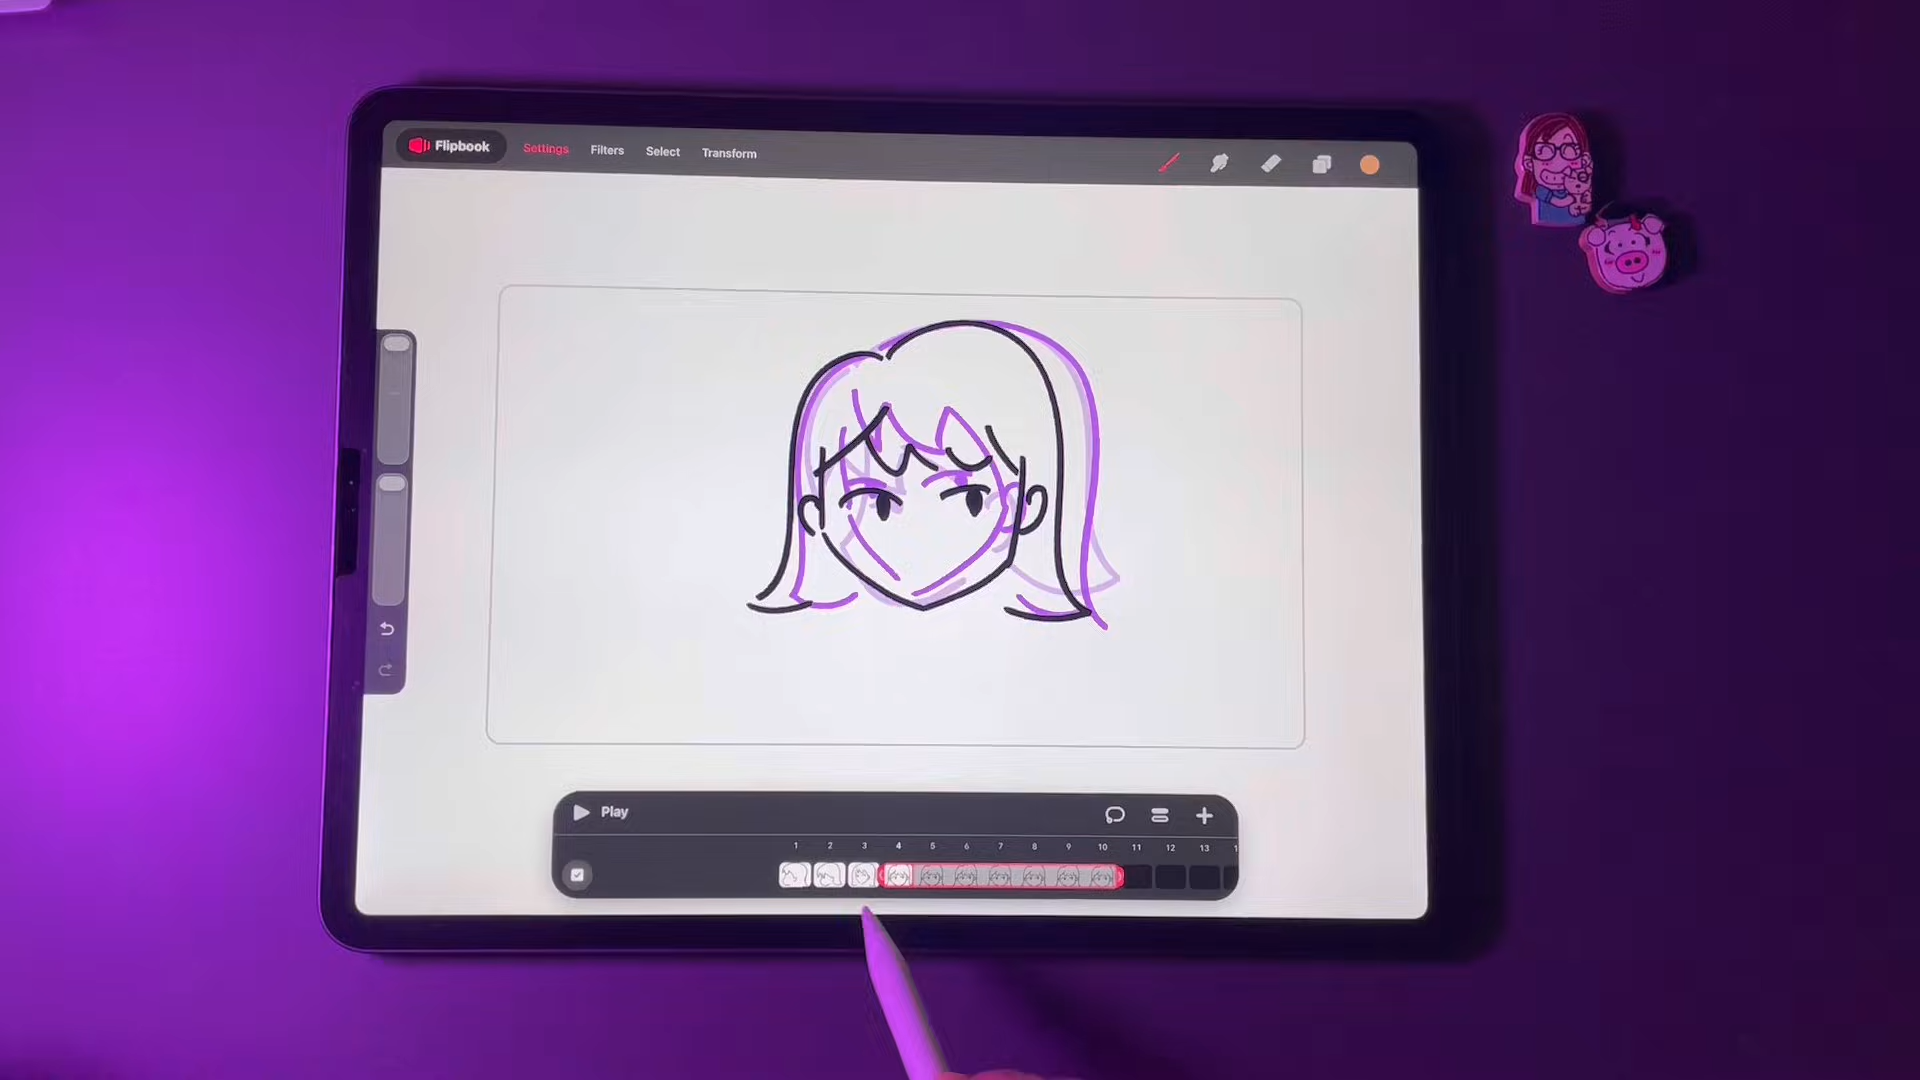 Flipbook Settings Filters Select Transform
Play
1 2 3 4 5 6 7 8 9 10 11 12 13